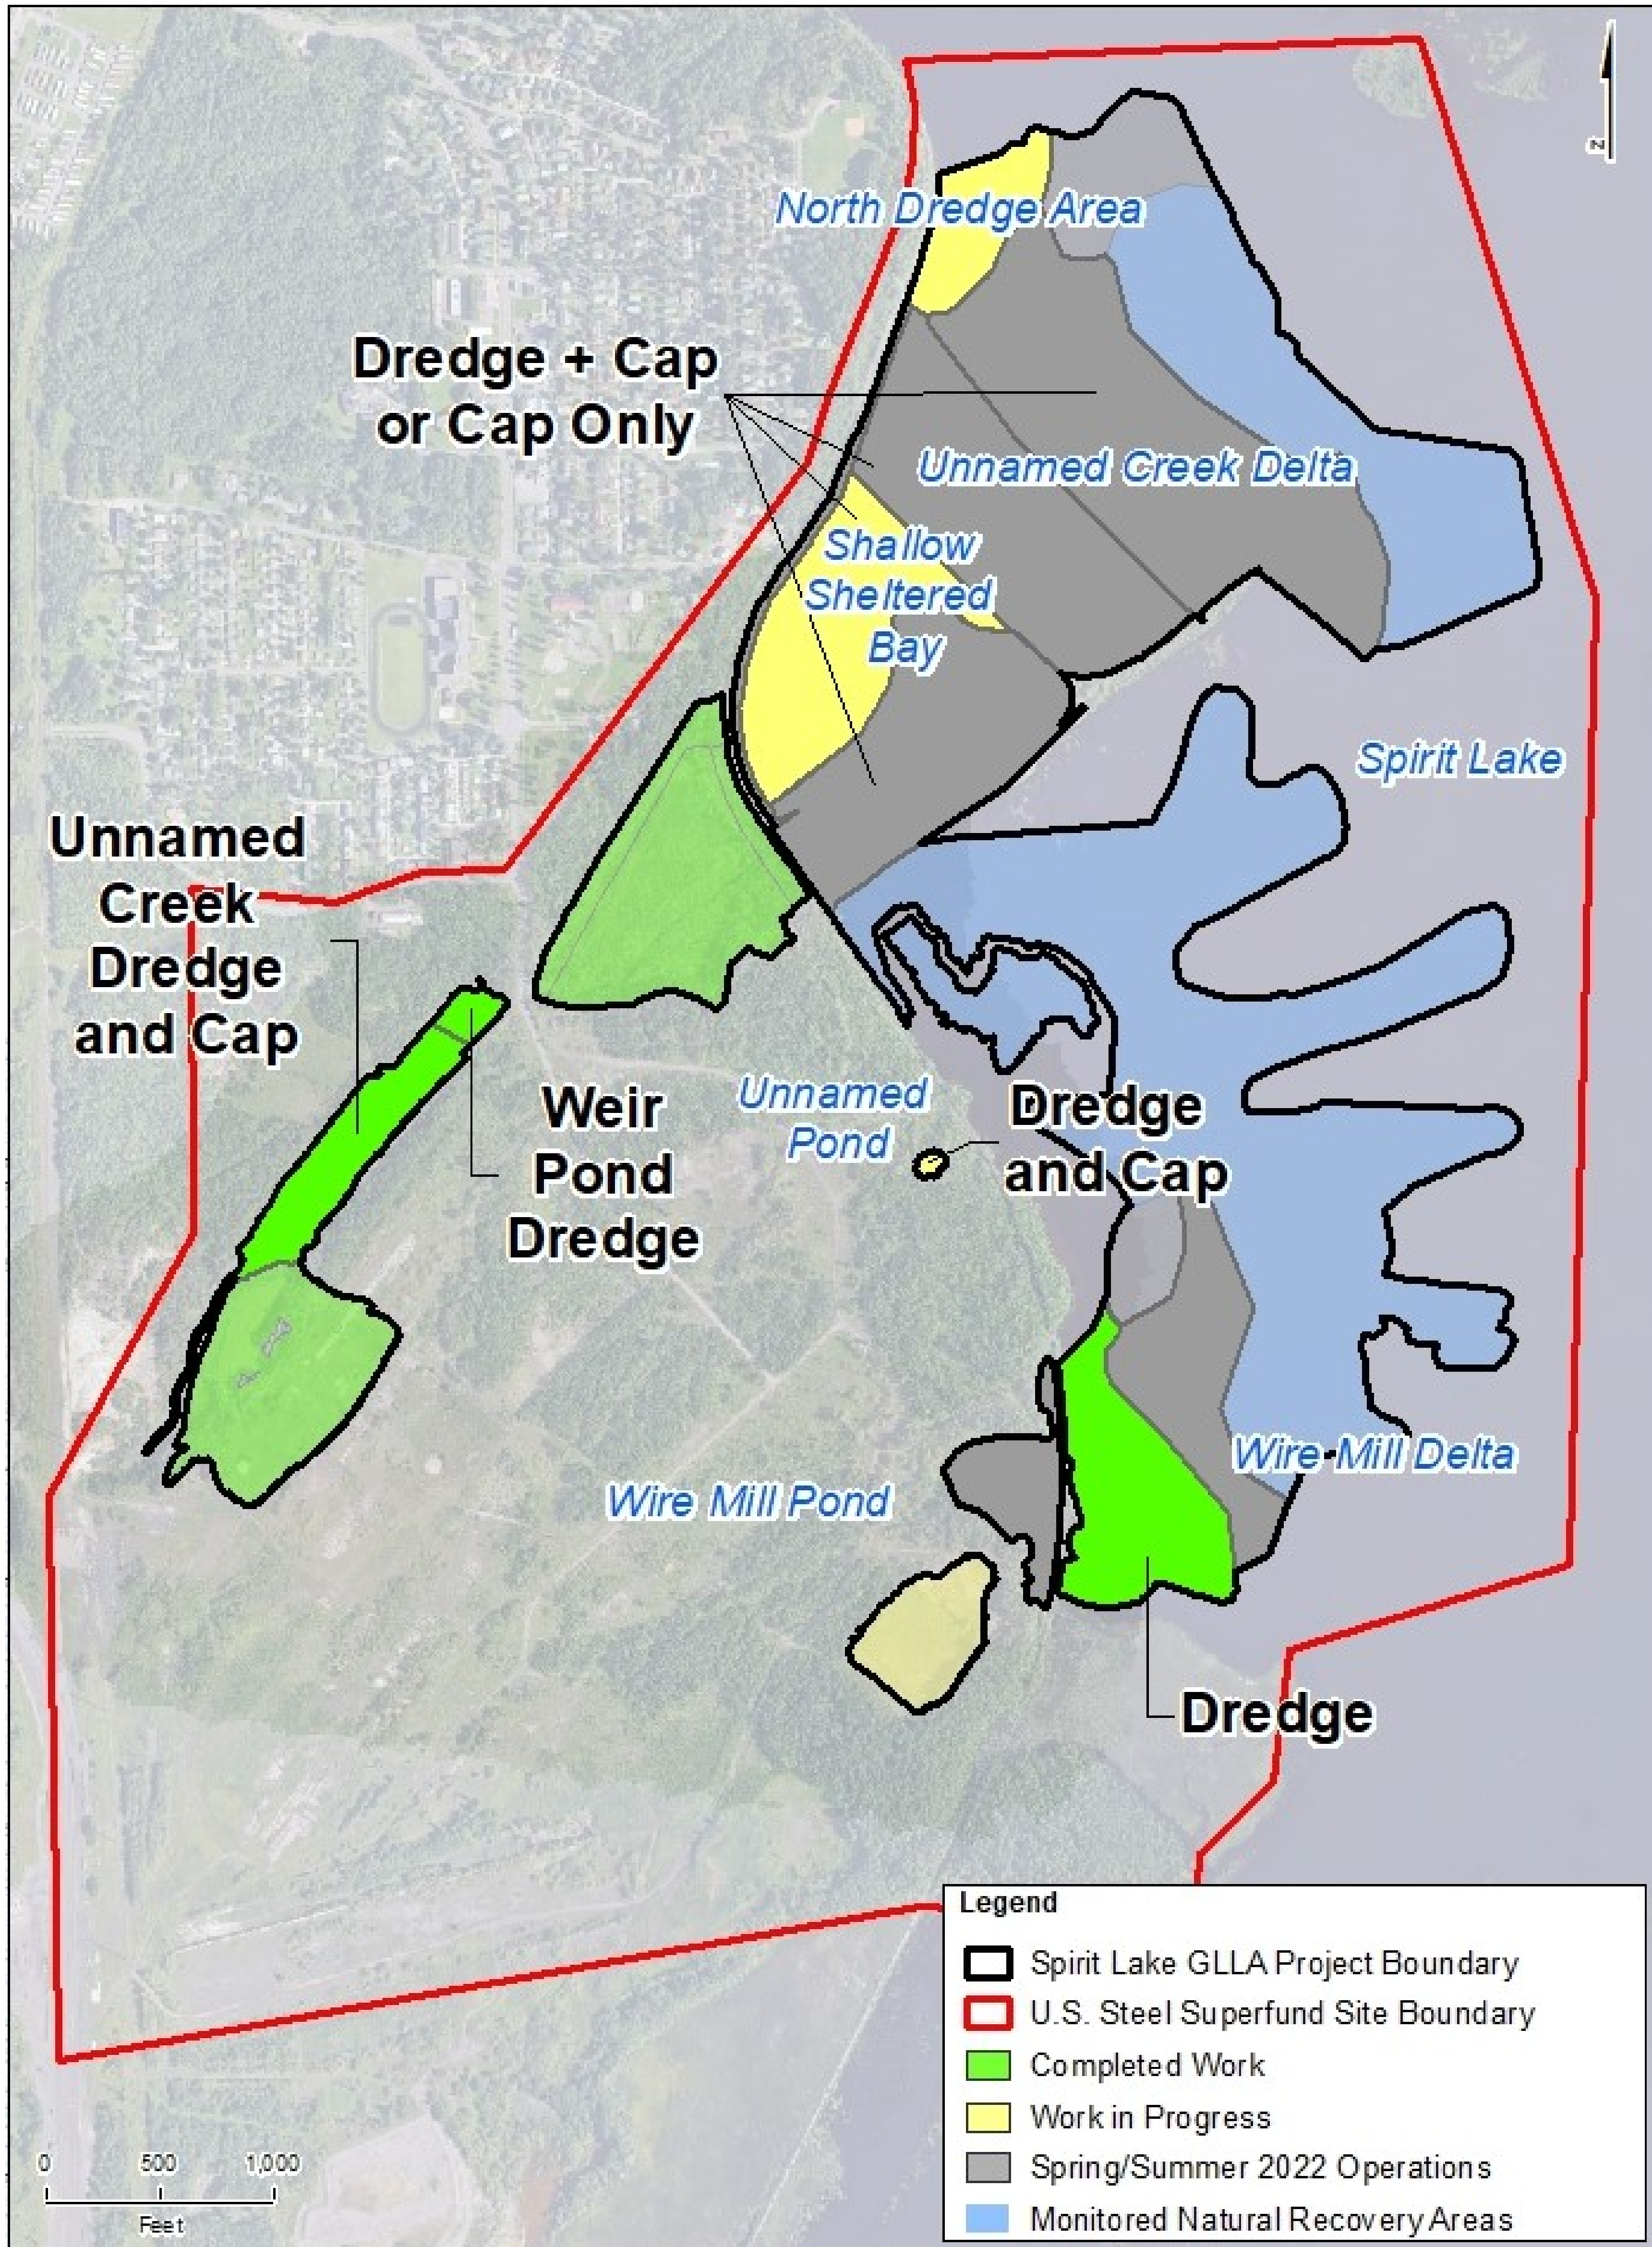 N
North Dredge Area
Dredge + Cap
or Cap Only
Unnamed Creek Delta
Shallow
Sheltered
Bay
Spirit Lake
Unnamed
Creek
Dredge
and Cap
Weir
Pond
Dredge
Unnamed
Pond
Dredge
and Cap
Wire Mill Delta
Wire Mill Pond
Dredge
Legend
Spirit Lake GLLA Project Boundary
U.S. Steel Superfund Site Boundary
Completed Work
Work in Progress
Spring/Summer 2022 Operations
Monitored Natural Recovery Areas
0 500 1,000
Feet